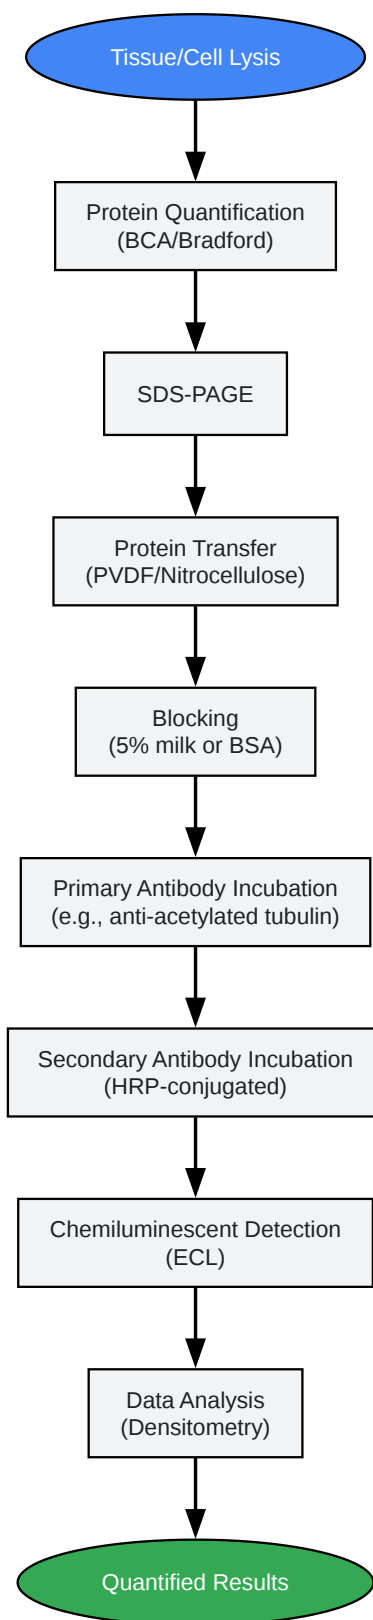 Tissue/Cell Lysis
Protein Quantification
(BCA/Bradford)
SDS-PAGE
Protein Transfer
(PVDF/Nitrocellulose)
Blocking
(5% milk or BSA)
Primary Antibody Incubation
(e.g., anti-acetylated tubulin)
Secondary Antibody Incubation
(HRP-conjugated)
Chemiluminescent Detection
(ECL)
Data Analysis
(Densitometry)
Quantified Results